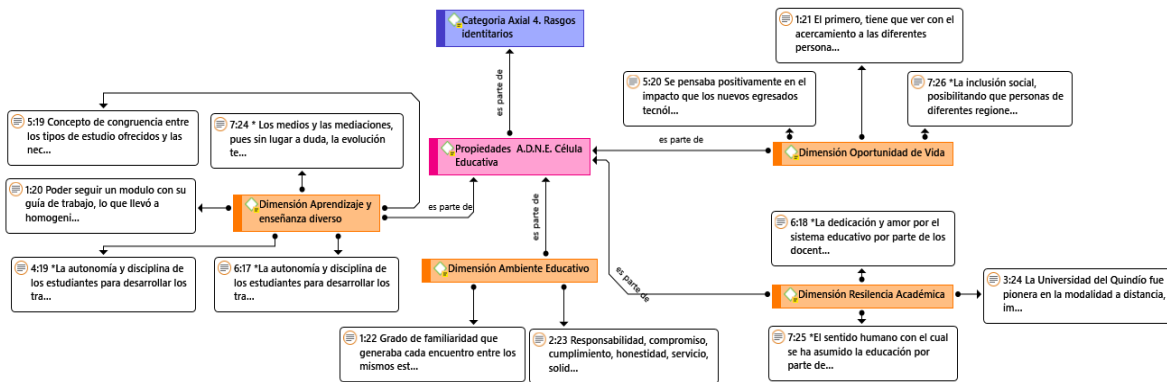 Categoria Axial 4. Rasgos
identitarios
1:21 El primero, tiene que ver con el
acercamiento a las diferentes
persona...
es parte de
5:20 Se pensaba positivamente en el
impacto que los nuevos egresados
tecnól...
7:26 *La inclusión social,
posibilitando que personas de
diferentes regione...
5:19 Concepto de congruencia entre
los tipos de estudio ofrecidos y las
nec...
7:24 * Los medios y las mediaciones,
pues sin lugar a duda, la evolución
te...
Propiedades A.D.N.E. Célula
Educativa
es parte de
Dimensión Oportunidad de Vida
1:20 Poder seguir un modulo con su
guía de trabajo, lo que llevó a
homogeni...
Dimensión Aprendizaje y
enseñanza diverso
es parte de
es parte de
6:18 *La dedicación y amor por el
sistema educativo por parte de los
docent...
4:19 *La autonomía y disciplina de
los estudiantes para desarrollar los
tra...
6:17 *La autonomía y disciplina de
los estudiantes para desarrollar los
tra...
Dimensión Ambiente Educativo
es parte de
Dimensión Resilencia Académica
3:24 La Universidad del Quindío fue
pionera en la modalidad a distancia,
im...
1:22 Grado de familiaridad que
generaba cada encuentro entre los
mismos est...
2:23 Responsabilidad, compromiso,
cumplimiento, honestidad, servicio,
solid...
7:25 *El sentido humano con el cual
se ha asumido la educación por
parte de...